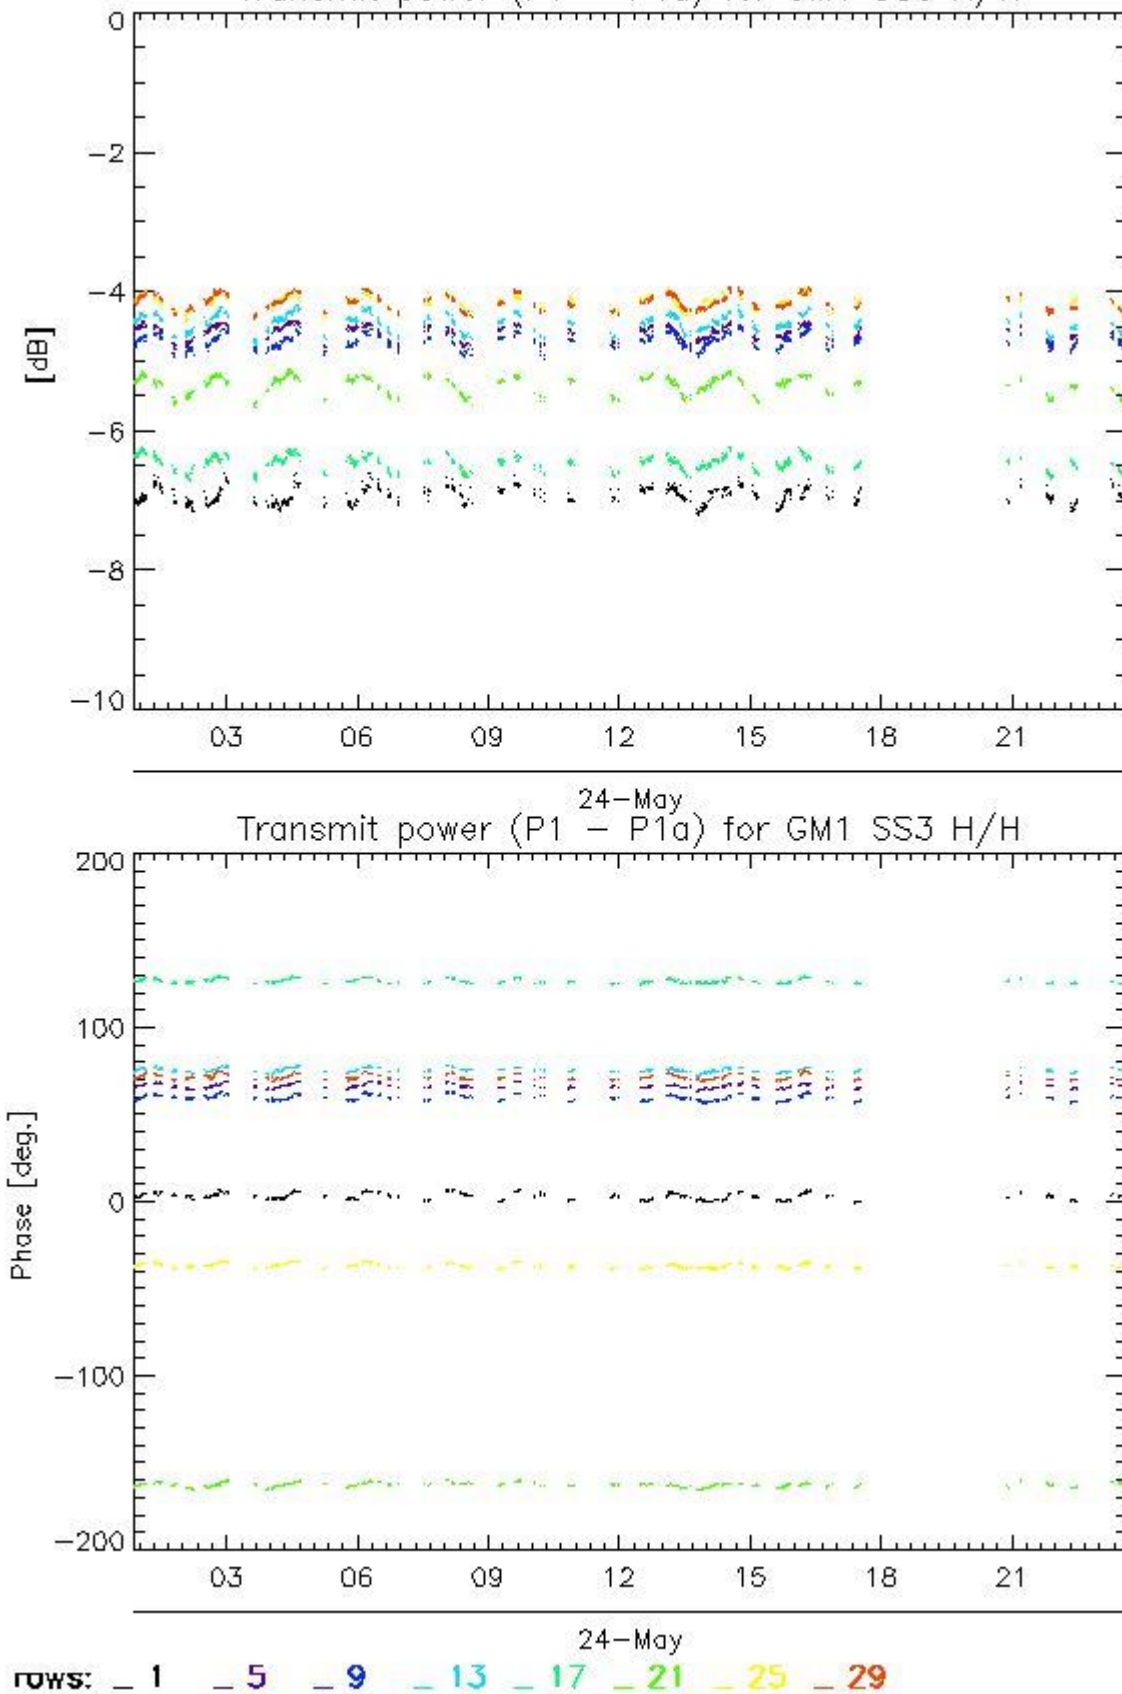 0
−2
−4
[dB]
−6
−8
−10
03 06 09 12 15 18 21
24−May
Transmit power (P1 − P1a) for GM1 SS3 H/H
200
100
Phase [deg.]
0
−100
−200
03 06 09 12 15 18 21
24−May
rows: _ 1 _ 5 _ 9 _ 13 _ 17 _ 21 _ 25 _ 29